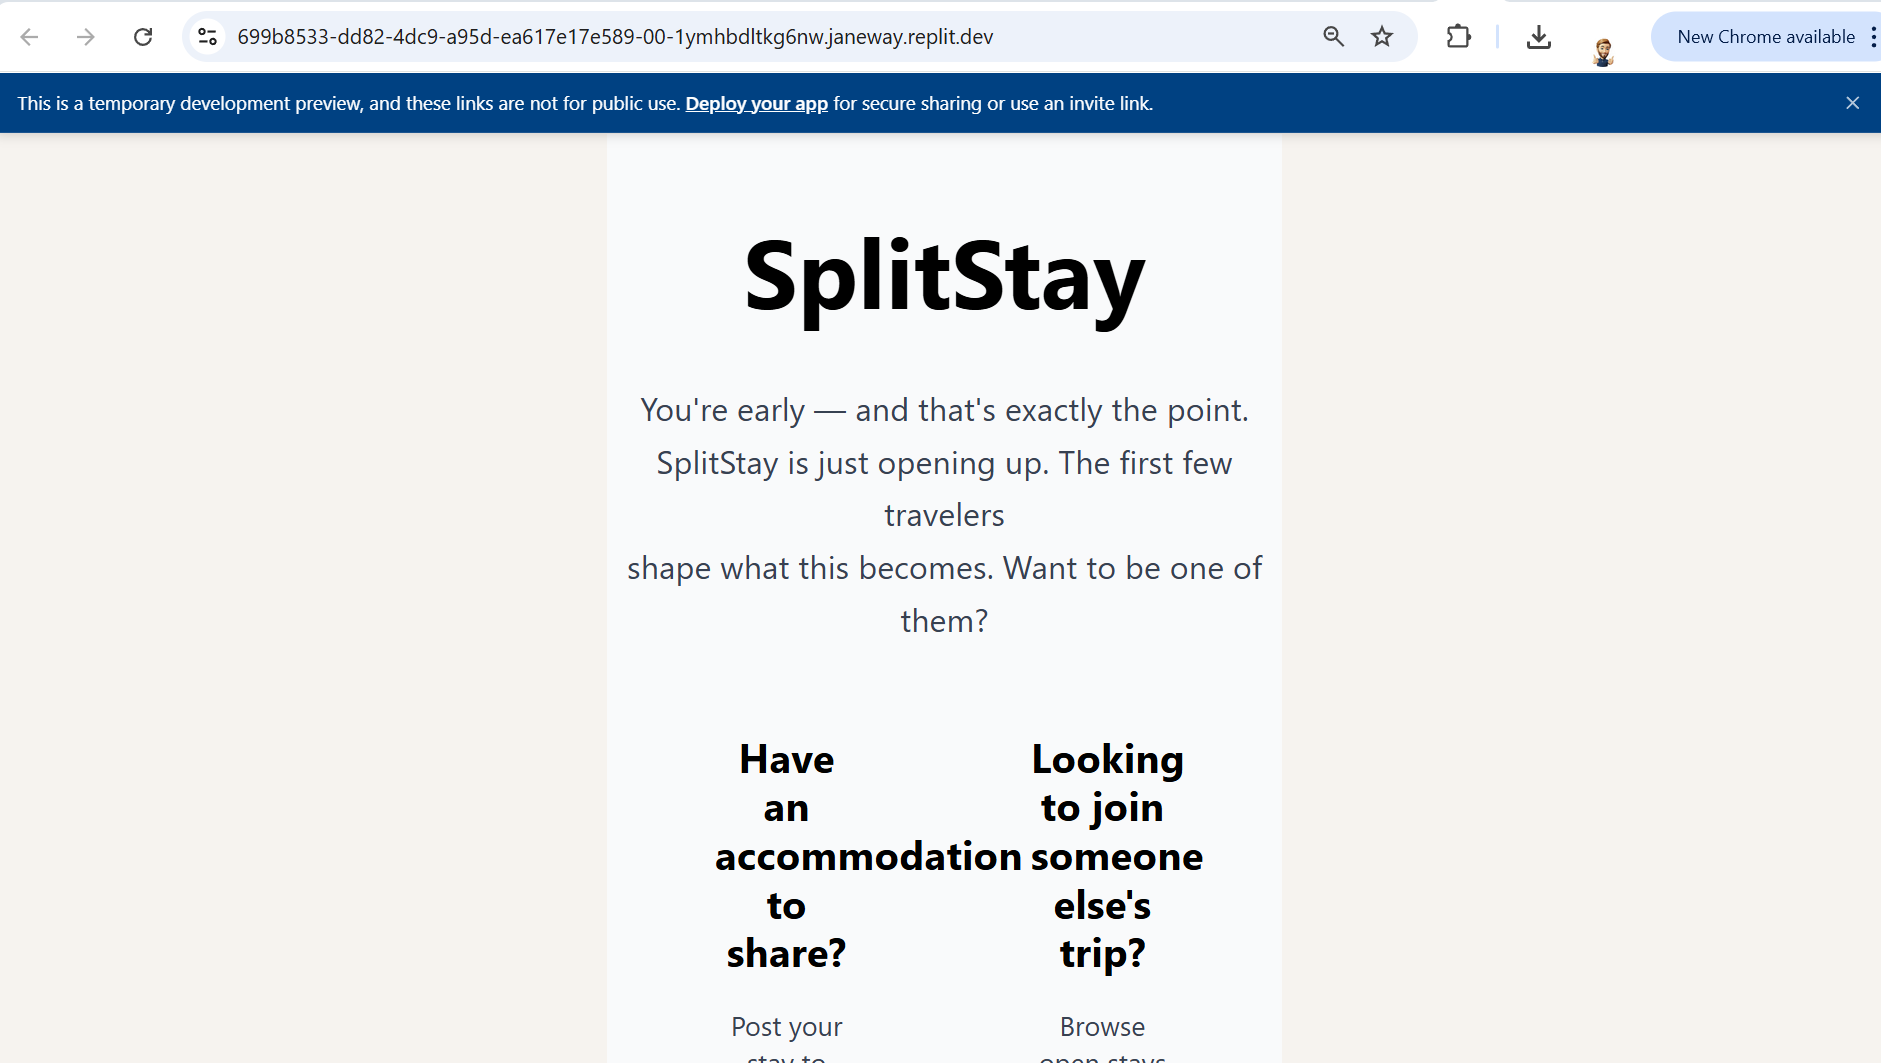 699b8533-dd82-4dc9-a95d-ea617e17e589-00-1ymhbdltkg6nw.janeway.replit.dev
New Chrome available
This is a temporary development preview, and these links are not for public use. Deploy your app for secure sharing or use an invite link.
SplitStay
You're early — and that's exactly the point.
SplitStay is just opening up. The first few
travelers
shape what this becomes. Want to be one of
them?
Have
an
accommodation
to
share?
Post your
stay to
Looking
to join
someone
else's
trip?
Browse
open stays